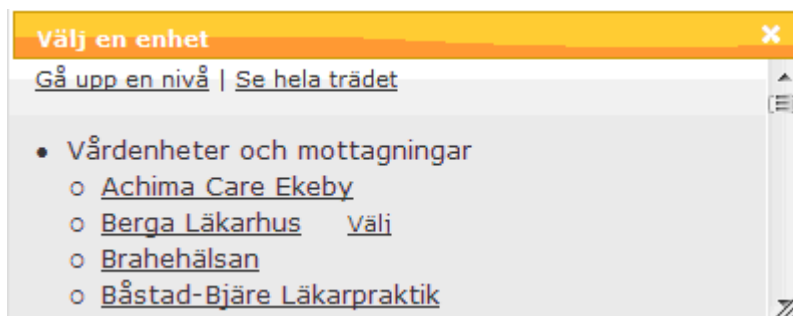 Välj en enhet
Gå upp en nivå | Se hela trädet
Vårdenheter och mottagningar
Achima Care Ekeby
Berga Läkarhus Välj
Brahehälsan
Båstad-Bjäre Läkarpraktik